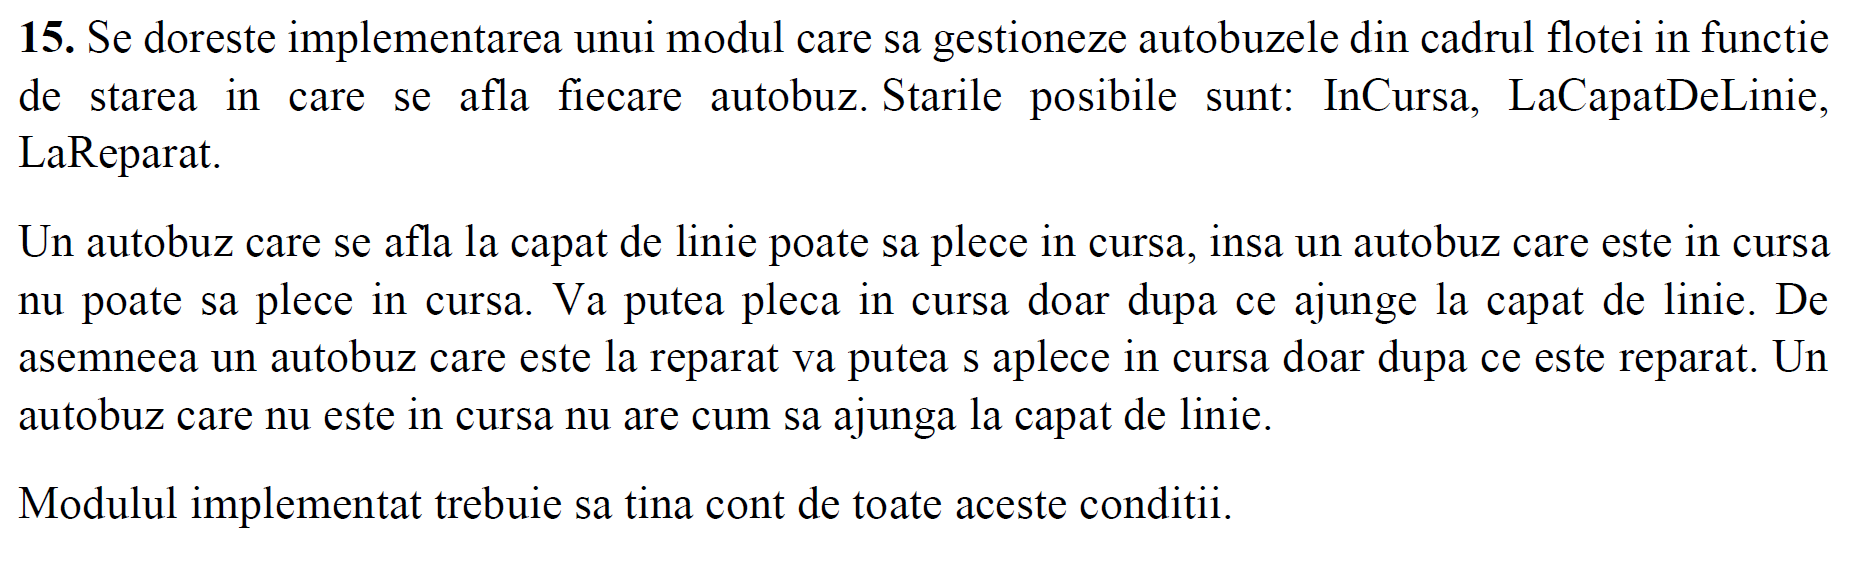 15. Se doreste implementarea unui modul care sa gestioneze autobuzele din cadrul flotei in functie
de starea in care se afla fiecare autobuz. Starile posibile sunt: InCursa, LaCapatDeLinie,
LaReparat.
Un autobuz care se afla la capat de linie poate sa plece in cursa, insa un autobuz care este in cursa
nu poate sa plece in cursa. Va putea pleca in cursa doar dupa ce ajunge la capat de linie. De
asemneea un autobuz care este la reparat va putea s aplece in cursa doar dupa ce este reparat. Un
autobuz care nu este in cursa nu are cum sa ajunga la capat de linie.
Modulul implementat trebuie sa tina cont de toate aceste conditii.